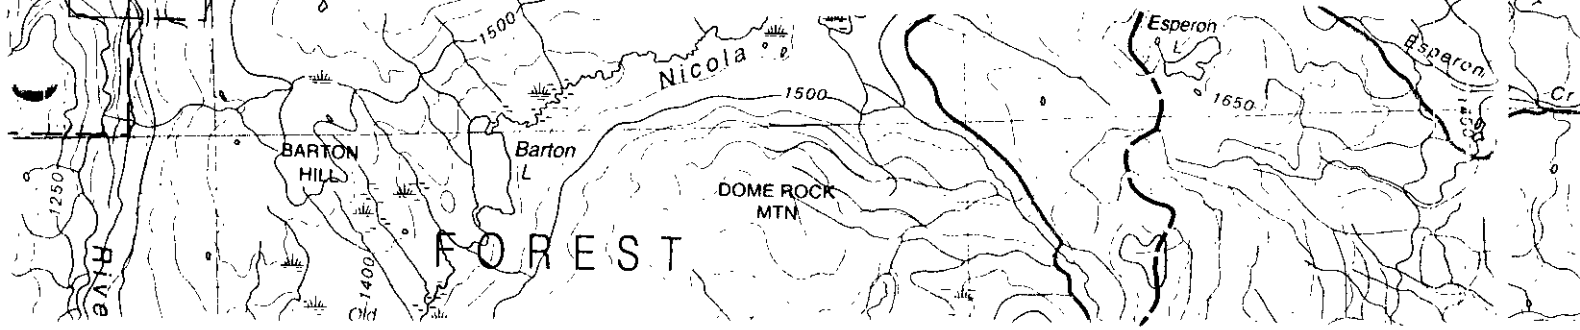 1500
Nicola
Esperon
L
Esperon
1500
1650
Cr
BARTON
HILL
Barton
L
1250
DOME ROCK
MTN
FOREST
Rive
1400
Old